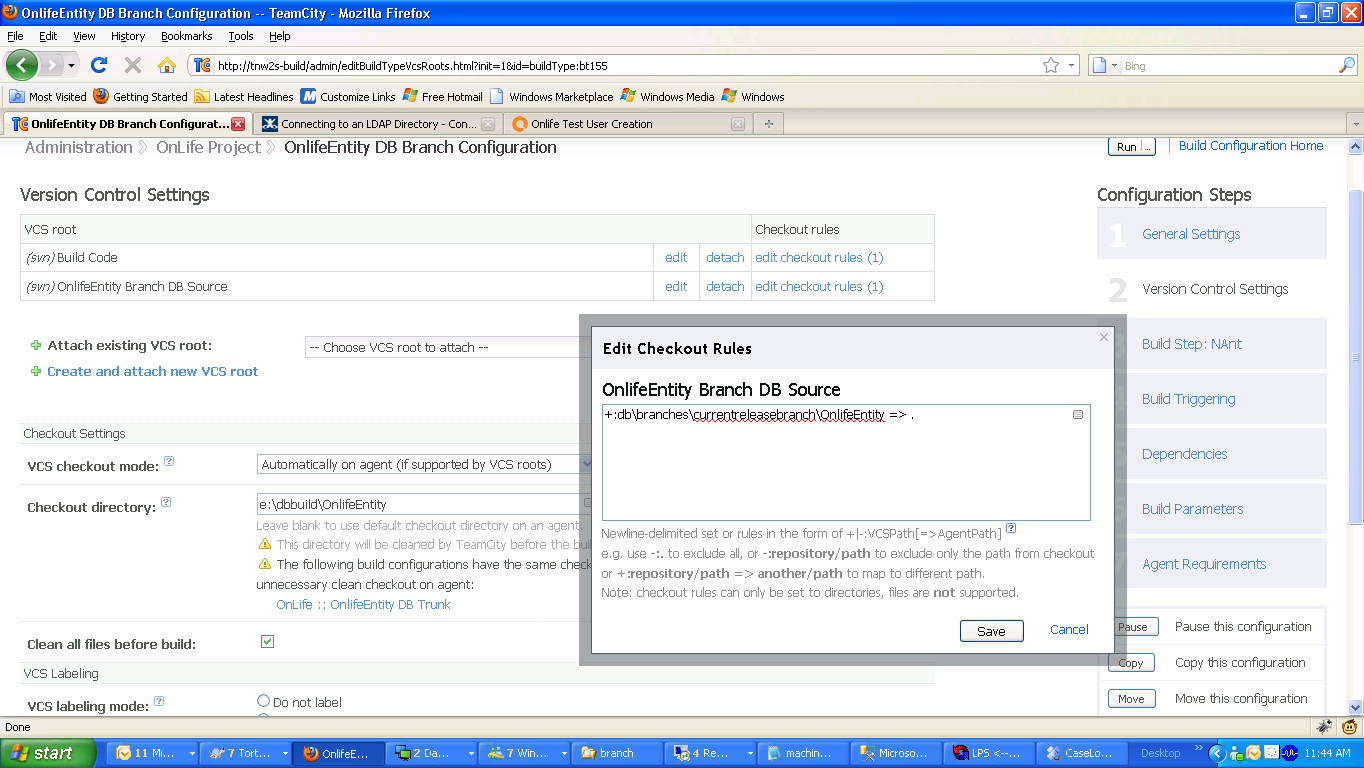 OnlifeEntity DB Branch Configuration -- TeamCity - Mozilla Firefox
File Edit View History Bookmarks Tools Help
http://tnw2s-build/admin/editBuildTypeVcsRoots.html?init=1&id=buildType:bt155
Bing
Most Visited Getting Started Latest Headlines Customize Links Free Hotmail Windows Marketplace Windows Media Windows
OnlifeEntity DB Branch Configurat... Connecting to an LDAP Directory - Con... Onlife Test User Creation
Administration OnLife Project OnlifeEntity DB Branch Configuration
Run ... Build Configuration Home
Version Control Settings
VCS root Checkout rules
(svn) Build Code edit detach edit checkout rules (1)
(svn) OnlifeEntity Branch DB Source edit detach edit checkout rules (1)
Attach existing VCS root: -- Choose VCS root to attach --
Create and attach new VCS root
Checkout Settings
VCS checkout mode: ? Automatically on agent (if supported by VCS roots)
Checkout directory: ? e:\dbbuild\OnlifeEntity
Leave blank to use default checkout directory on an agent.
This directory will be cleaned by TeamCity before the
The following build configurations have the same
unnecessary clean checkout on agent:
OnLife :: OnlifeEntity DB Trunk
Clean all files before build:
VCS Labeling
VCS labeling mode: ? Do not label
Edit Checkout Rules
OnlifeEntity Branch DB Source
+:db\branches\currentreleasebranch\OnlifeEntity => .
Newline-delimited set or rules in the form of +|-:VCSPath[=>AgentPath] ?
e.g. use -:. to exclude all, or -:repository/path to exclude only the path from checkout
or +:repository/path => another/path to map to different path.
Note: checkout rules can only be set to directories, files are not supported.
Save Cancel
Configuration Steps
1 General Settings
2 Version Control Settings
Build Step: NAnt
Build Triggering
Dependencies
Build Parameters
Agent Requirements
Pause Pause this configuration
Copy Copy this configuration
Move Move this configuration
Done
start 11 Mi... 7 Tort... OnlifeE... 2 Da... 7 Win... branch 4 Re... machin... Microso... LPS <--... CaseLo... Desktop 11:44 AM